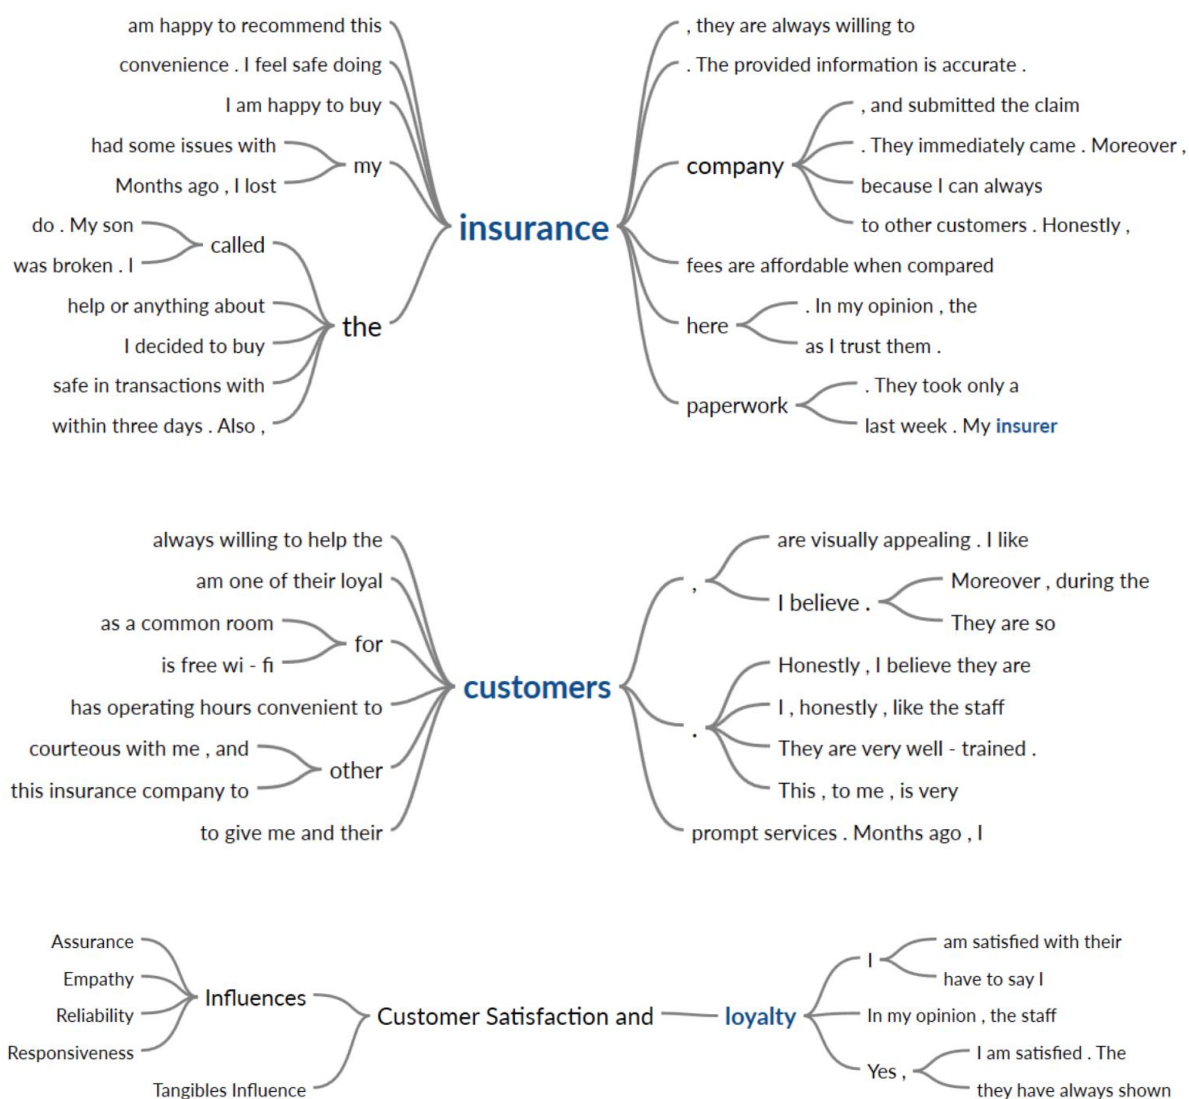 am happy to recommend this
convenience . I feel safe doing
I am happy to buy
had some issues with
Months ago , I lost
my
do . My son
was broken . I
called
help or anything about
I decided to buy
safe in transactions with
within three days . Also ,
the
insurance
, they are always willing to
. The provided information is accurate .
company
, and submitted the claim
. They immediately came . Moreover ,
because I can always
to other customers . Honestly ,
fees are affordable when compared
here
. In my opinion , the
as I trust them .
paperwork
. They took only a
last week . My insurer
always willing to help the
am one of their loyal
as a common room
is free wi - fi
for
has operating hours convenient to
courteous with me , and
this insurance company to
other
to give me and their
customers
,
are visually appealing . I like
I believe .
Moreover , during the
They are so
.
Honestly , I believe they are
I , honestly , like the staff
They are very well - trained .
This , to me , is very
prompt services . Months ago , I
Assurance
Empathy
Reliability
Responsiveness
Influences
Tangibles Influence
Customer Satisfaction and
loyalty
I
am satisfied with their
have to say I
In my opinion , the staff
Yes ,
I am satisfied . The
they have always shown